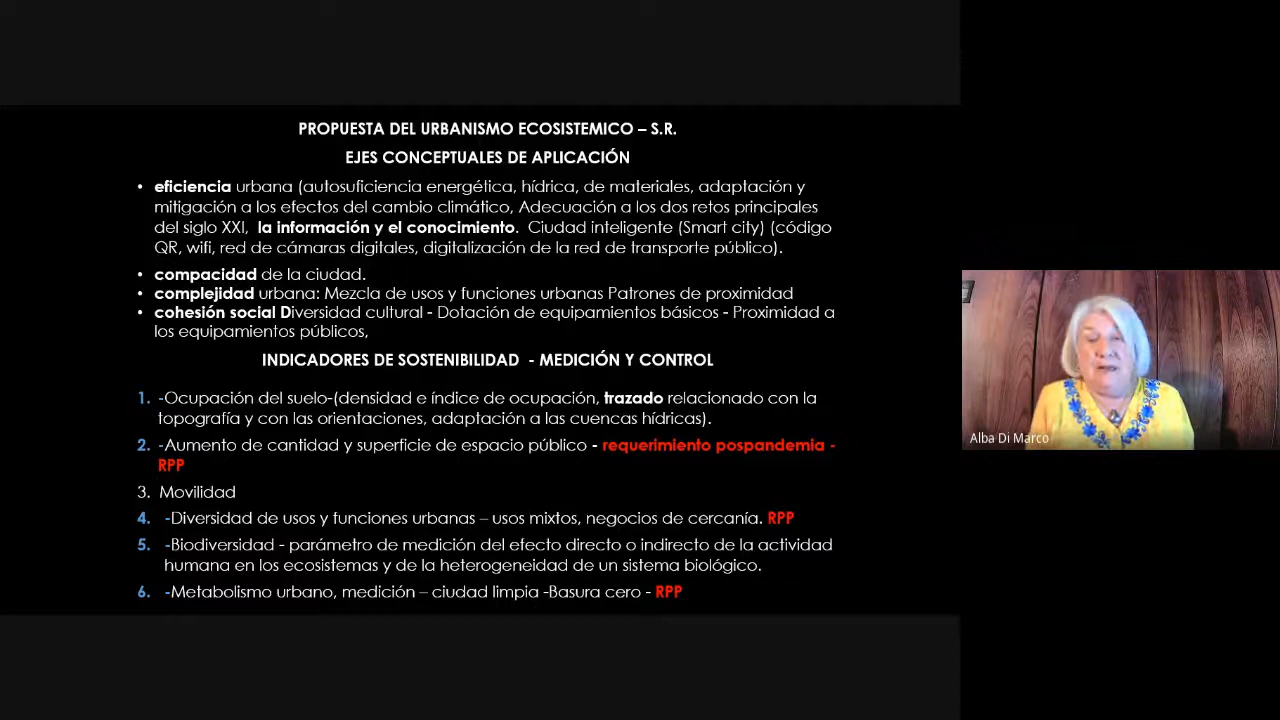 PROPUESTA DEL URBANISMO ECOSISTEMICO – S.R.
EJES CONCEPTUALES DE APLICACIÓN
• eficiencia urbana (autosuficiencia energética, hídrica, de materiales, adaptación y
mitigación a los efectos del cambio climático, Adecuación a los dos retos principales
del siglo XXI, la información y el conocimiento. Ciudad inteligente (Smart city) (código
QR, wifi, red de cámaras digitales, digitalización de la red de transporte público).
• compacidad de la ciudad.
• complejidad urbana: Mezcla de usos y funciones urbanas Patrones de proximidad
• cohesión social Diversidad cultural - Dotación de equipamientos básicos - Proximidad a
los equipamientos públicos,
INDICADORES DE SOSTENIBILIDAD - MEDICIÓN Y CONTROL
1. -Ocupación del suelo-(densidad e índice de ocupación, trazado relacionado con la
topografía y con las orientaciones, adaptación a las cuencas hídricas).
2. -Aumento de cantidad y superficie de espacio público - requerimiento pospandemia -
RPP
3. Movilidad
4. -Diversidad de usos y funciones urbanas – usos mixtos, negocios de cercanía. RPP
5. -Biodiversidad - parámetro de medición del efecto directo o indirecto de la actividad
humana en los ecosistemas y de la heterogeneidad de un sistema biológico.
6. -Metabolismo urbano, medición – ciudad limpia -Basura cero - RPP
Alba Di Marco